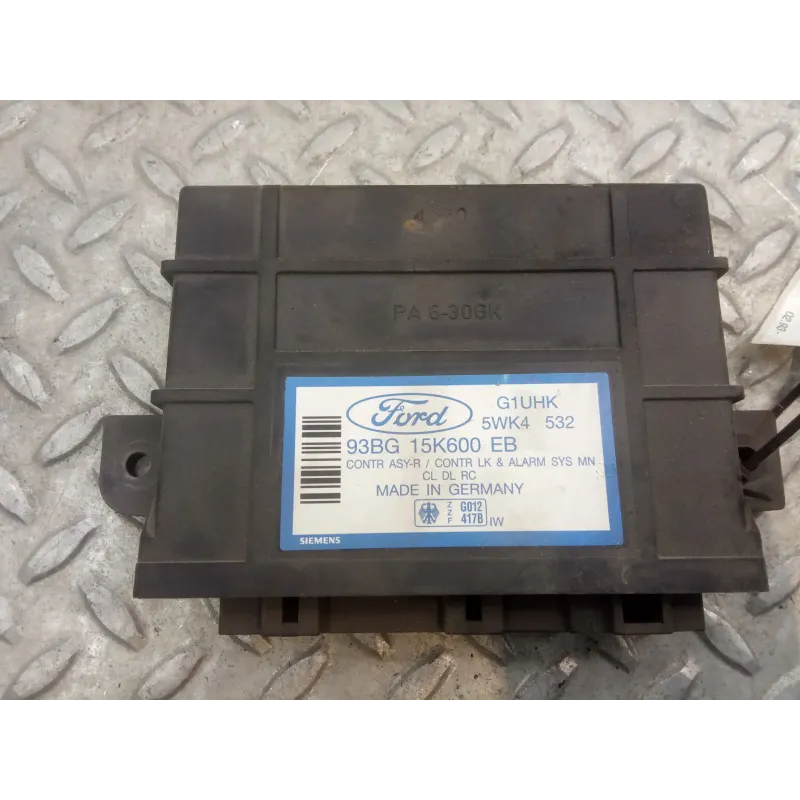 PA 6-30GK
Ford
G1UHK
5WK4 532
93BG 15K600 EB
CONTR ASY-R / CONTR LK & ALARM SYS MN
CL DL RC
MADE IN GERMANY
Z Z F G012 417B IW
SIEMENS